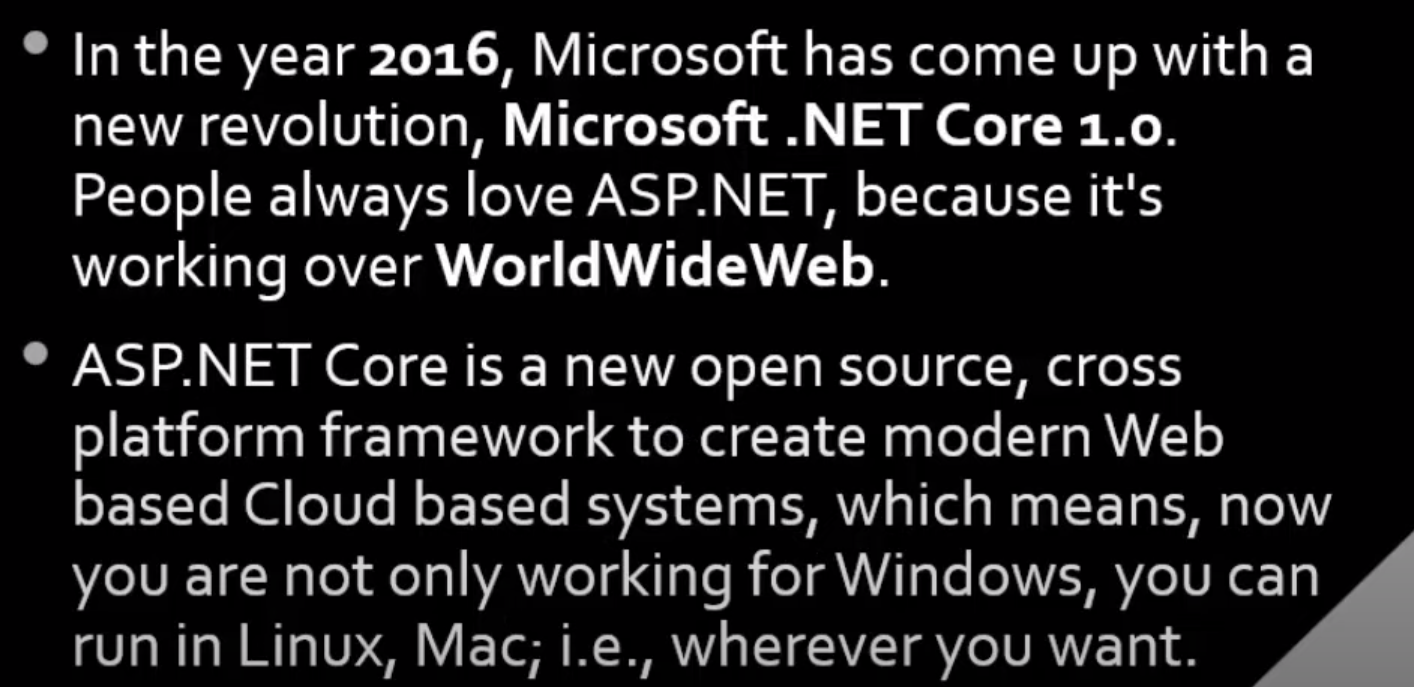 • In the year 2016, Microsoft has come up with a
new revolution, Microsoft .NET Core 1.0.
People always love ASP.NET, because it's
working over WorldWideWeb.
• ASP.NET Core is a new open source, cross
platform framework to create modern Web
based Cloud based systems, which means, now
you are not only working for Windows, you can
run in Linux, Mac; i.e., wherever you want.